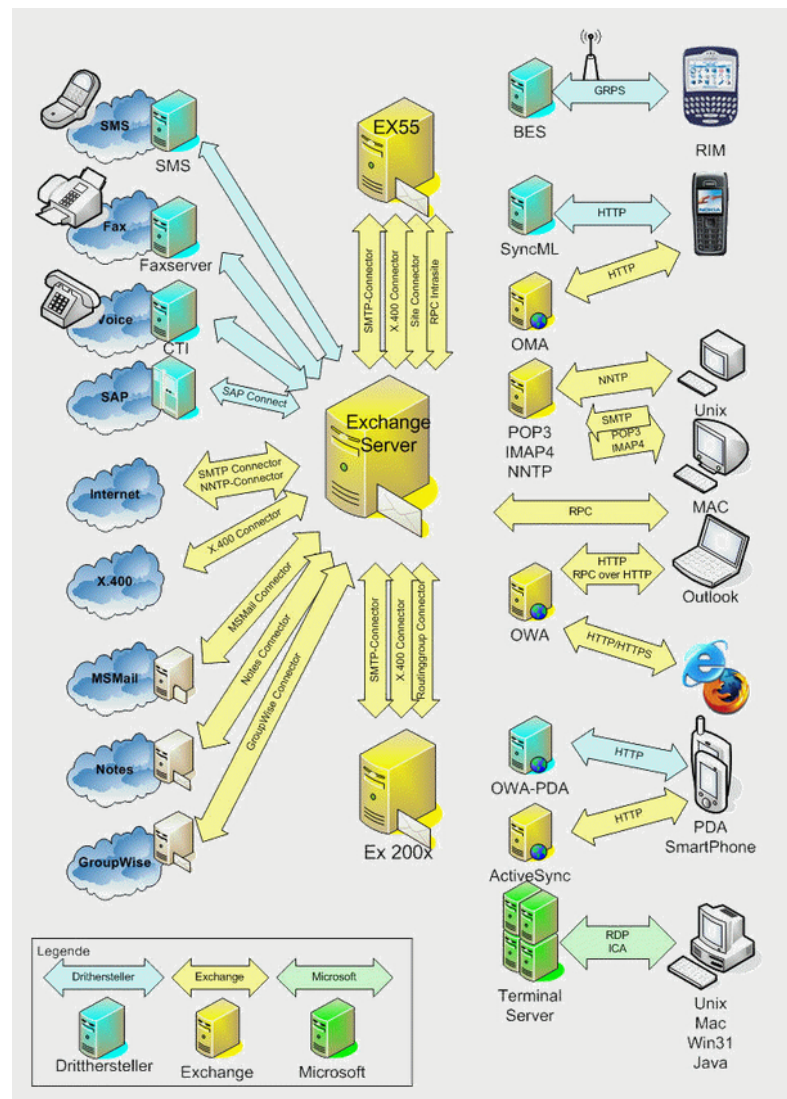 SMS
SMS
Fax
Faxserver
Voice
CTI
SAP
SAP Connect
Internet
SMTP Connector
NNTP-Connector
X.400
X.400 Connector
MSMail
MSMail Connector
Notes
Notes Connector
GroupWise
GroupWise Connector
EX55
SMTP-Connector
X.400 Connector
Site Connector
RPC Intrasite
Exchange
Server
SMTP-Connector
X.400 Connector
Routinggroup Connector
Ex 200x
BES
GRPS
RIM
SyncML
HTTP
NOKIA
HTTP
OMA
NNTP
Unix
POP3
IMAP4
NNTP
SMTP
POP3
IMAP4
MAC
RPC
HTTP
RPC over HTTP
Outlook
OWA
HTTP/HTTPS
OWA-PDA
HTTP
ActiveSync
HTTP
PDA
SmartPhone
Terminal
Server
RDP
ICA
Unix
Mac
Win31
Java
Legende
Drithersteller
Exchange
Microsoft
Dritthersteller
Exchange
Microsoft